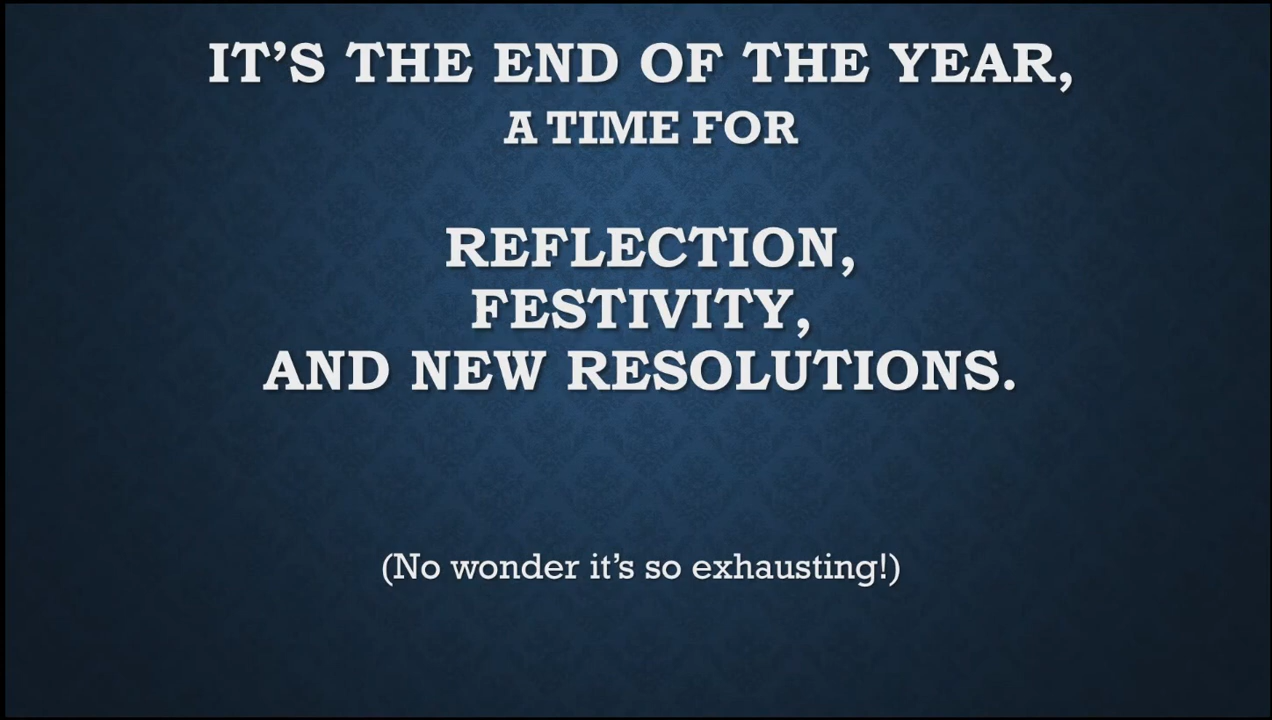 IT’S THE END OF THE YEAR,
A TIME FOR
REFLECTION,
FESTIVITY,
AND NEW RESOLUTIONS.
(No wonder it’s so exhausting!)